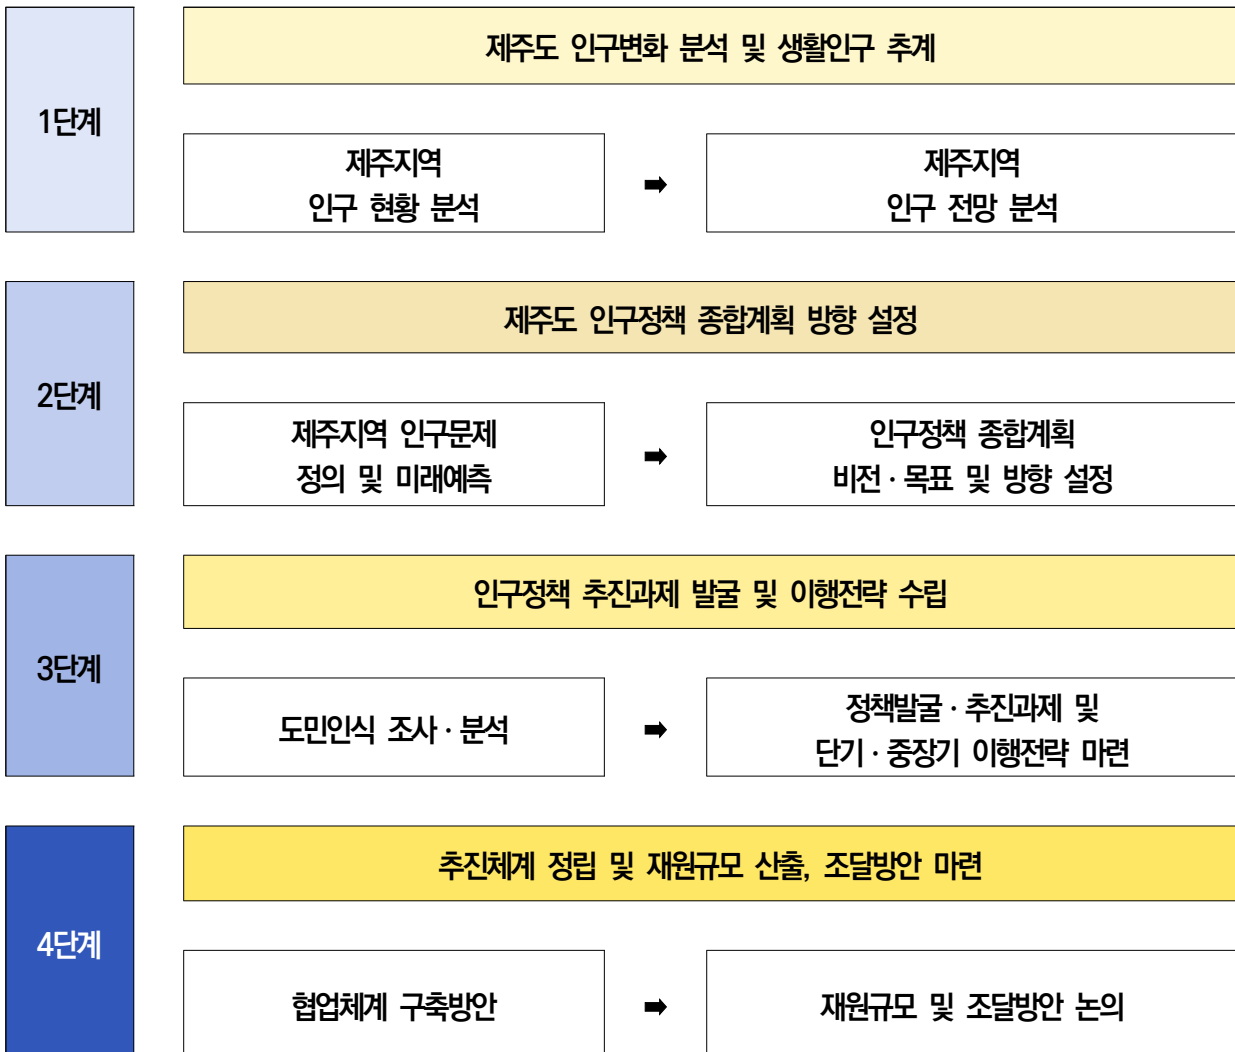 1단계
제주도 인구변화 분석 및 생활인구 추계
제주지역
인구 현황 분석
➡
제주지역
인구 전망 분석
2단계
제주도 인구정책 종합계획 방향 설정
제주지역 인구문제
정의 및 미래예측
➡
인구정책 종합계획
비전·목표 및 방향 설정
3단계
인구정책 추진과제 발굴 및 이행전략 수립
도민인식 조사·분석
➡
정책발굴·추진과제 및
단기·중장기 이행전략 마련
4단계
추진체계 정립 및 재원규모 산출, 조달방안 마련
협업체계 구축방안
➡
재원규모 및 조달방안 논의